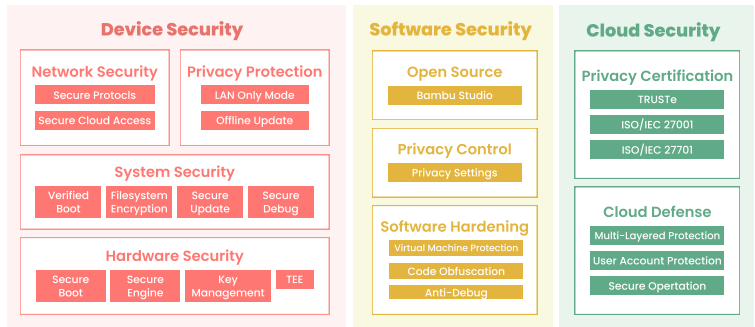 Device Security
Network Security
Secure Protocls
Secure Cloud Access
Privacy Protection
LAN Only Mode
Offline Update
System Security
Verified
Boot
Filesystem
Encryption
Secure
Update
Secure
Debug
Hardware Security
Secure
Boot
Secure
Engine
Key
Management
TEE
Software Security
Open Source
Bambu Studio
Privacy Control
Privacy Settings
Software Hardening
Virtual Machine Protection
Code Obfuscation
Anti-Debug
Cloud Security
Privacy Certification
TRUSTe
ISO/IEC 27001
ISO/IEC 27701
Cloud Defense
Multi-Layered Protection
User Account Protection
Secure Opertation